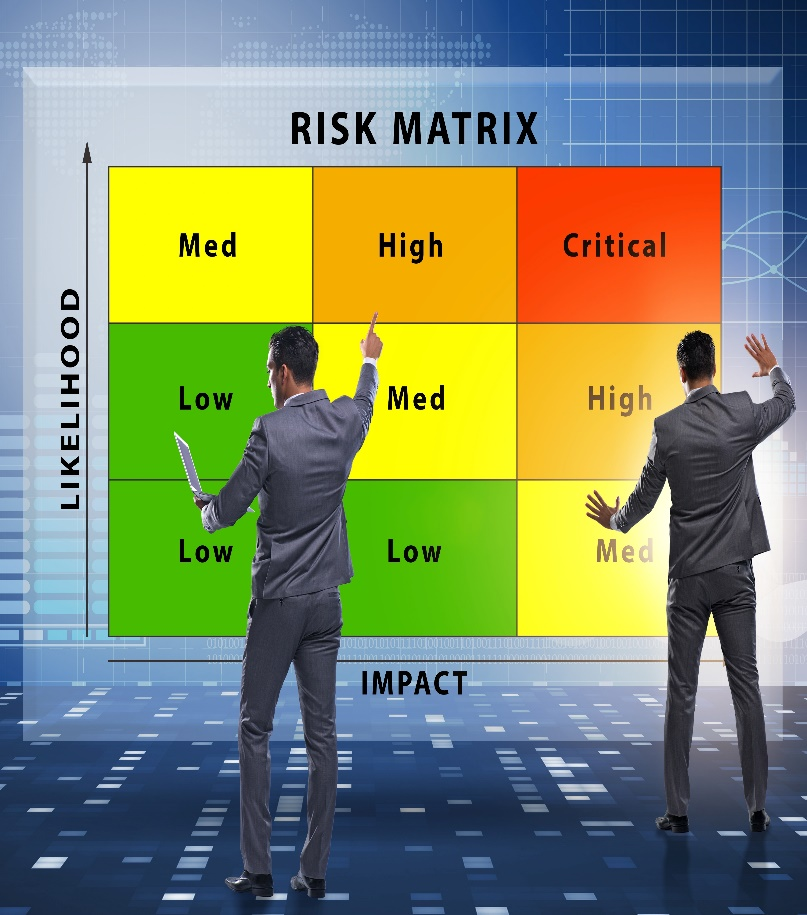 RISK MATRIX
Med High Critical
LIKELIHOOD
Low Med High
Low Low Med
IMPACT